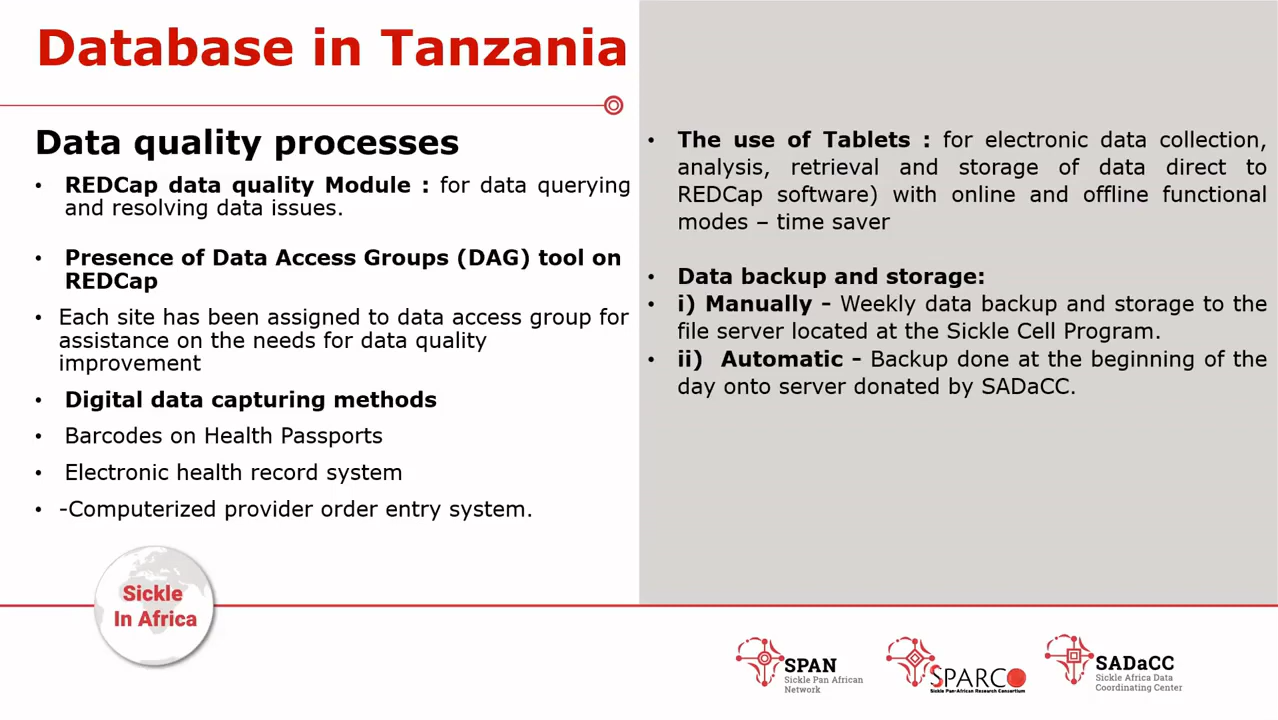 Database in Tanzania
Data quality processes
• REDCap data quality Module : for data querying
and resolving data issues.
• Presence of Data Access Groups (DAG) tool on
REDCap
• Each site has been assigned to data access group for
assistance on the needs for data quality
improvement
• Digital data capturing methods
• Barcodes on Health Passports
• Electronic health record system
• -Computerized provider order entry system.
• The use of Tablets : for electronic data collection,
analysis, retrieval and storage of data direct to
REDCap software) with online and offline functional
modes – time saver
• Data backup and storage:
• i) Manually - Weekly data backup and storage to the
file server located at the Sickle Cell Program.
• ii) Automatic - Backup done at the beginning of the
day onto server donated by SADaCC.
Sickle
In Africa
SPAN
Sickle Pan African
Network
SPARCO
Sickle Pan-African Research Consortium
SADaCC
Sickle Africa Data
Coordinating Center